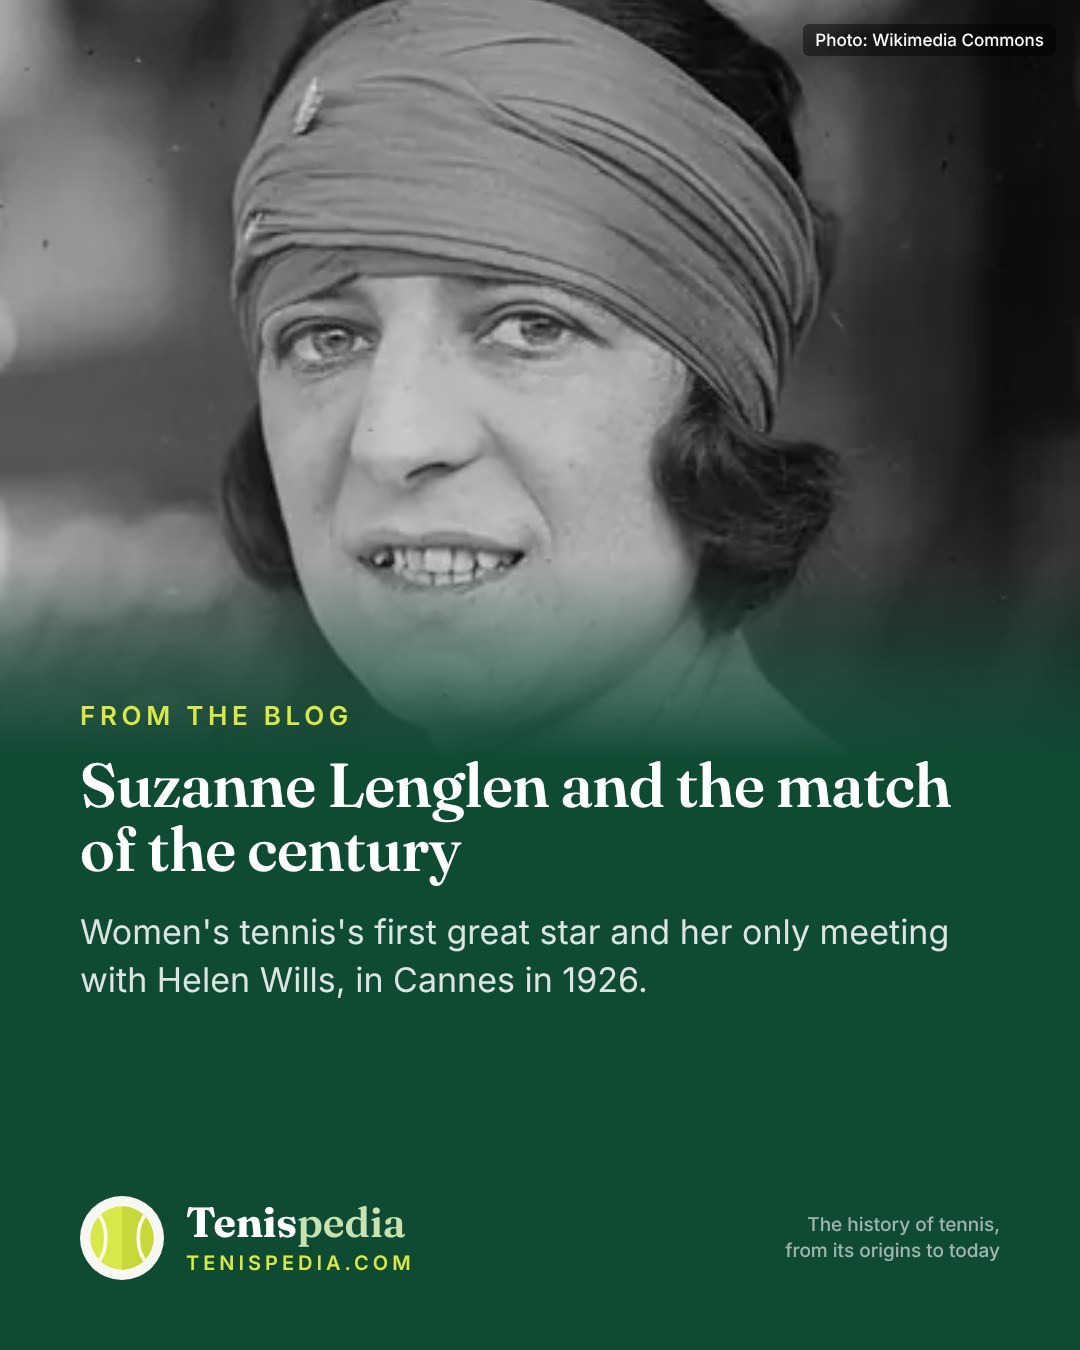 Photo: Wikimedia Commons
FROM THE BLOG
Suzanne Lenglen and the match
of the century
Women's tennis's first great star and her only meeting
with Helen Wills, in Cannes in 1926.
Tenispedia
TENISPEDIA.COM
The history of tennis,
from its origins to today